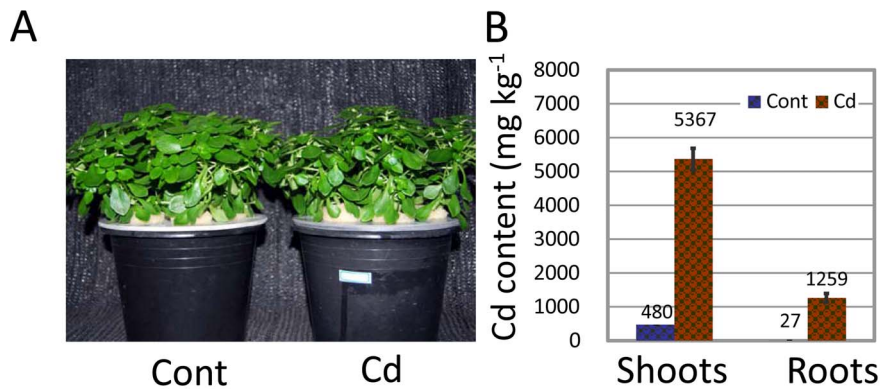 A
Cont
Cd
B
Cd content (mg kg⁻¹
8000
7000
6000
5000
4000
3000
2000
1000
0
Cont
Cd
5367
480
1259
27
Shoots
Roots